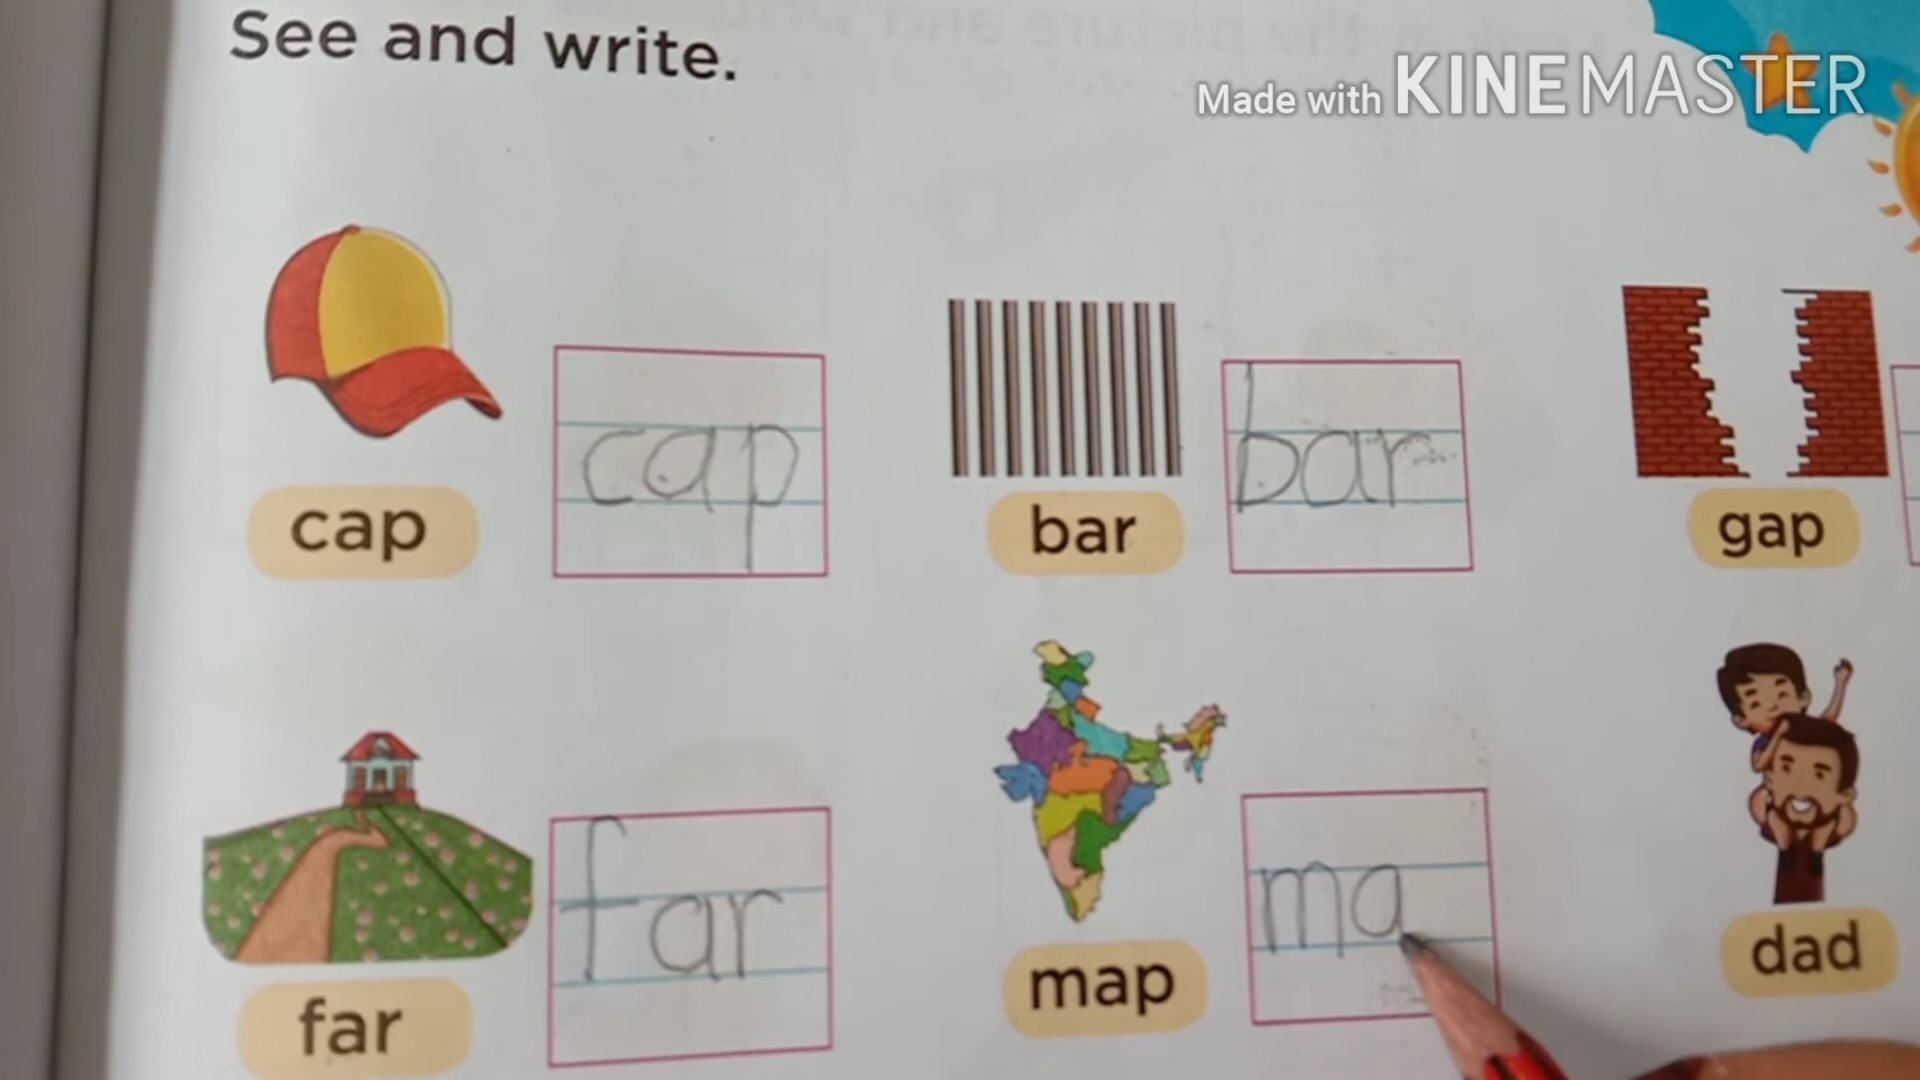 See and write.
Made with KINEMASTER
cap
cap
bar
bar
gap
far
far
map
ma
dad